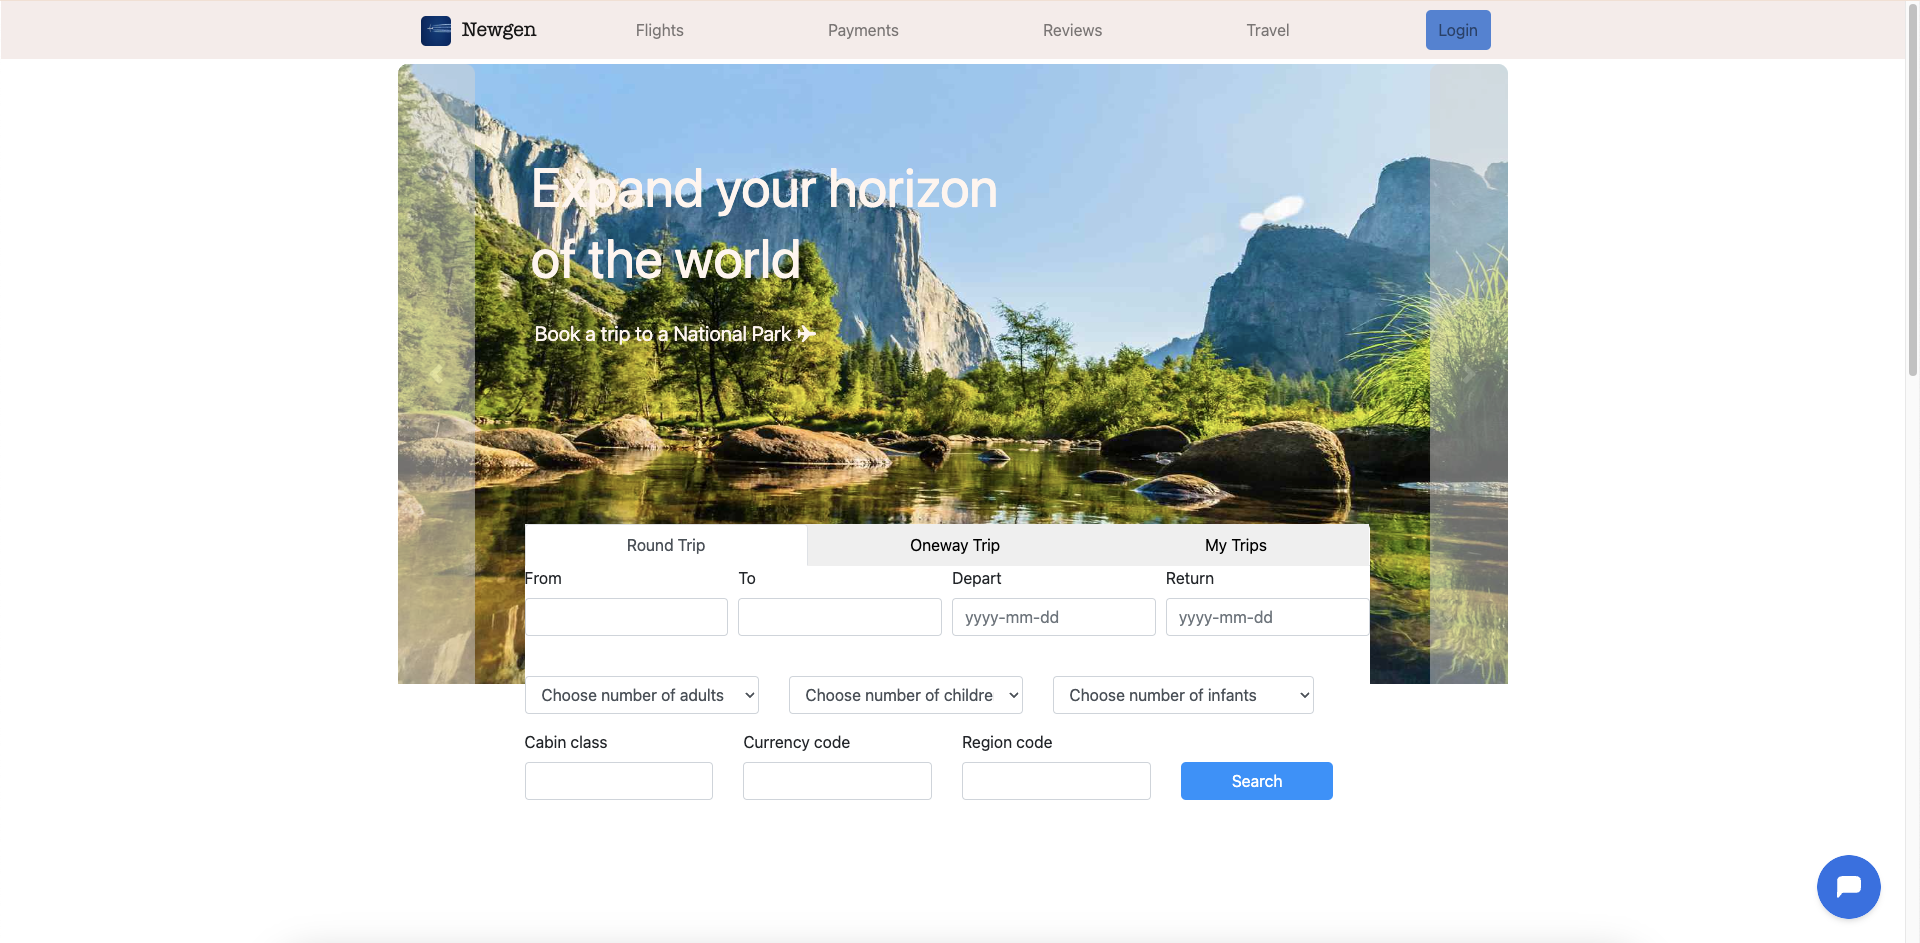 Newgen Flights Payments Reviews Travel Login
Expand your horizon
of the world
Book a trip to a National Park
Round Trip Oneway Trip My Trips
From To Depart Return
yyyy-mm-dd yyyy-mm-dd
Choose number of adults Choose number of childre Choose number of infants
Cabin class Currency code Region code
Search